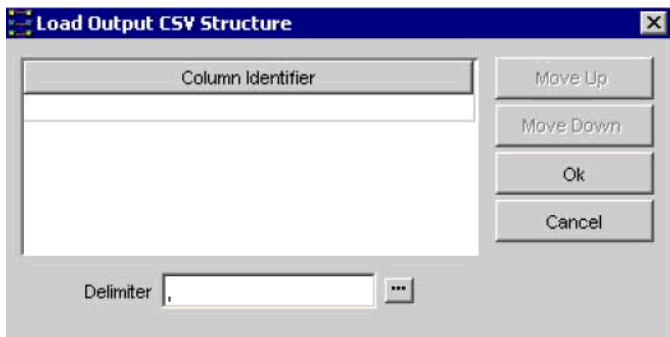 Load Output CSV Structure
Column Identifier
Move Up
Move Down
Ok
Cancel
Delimiter ,
...